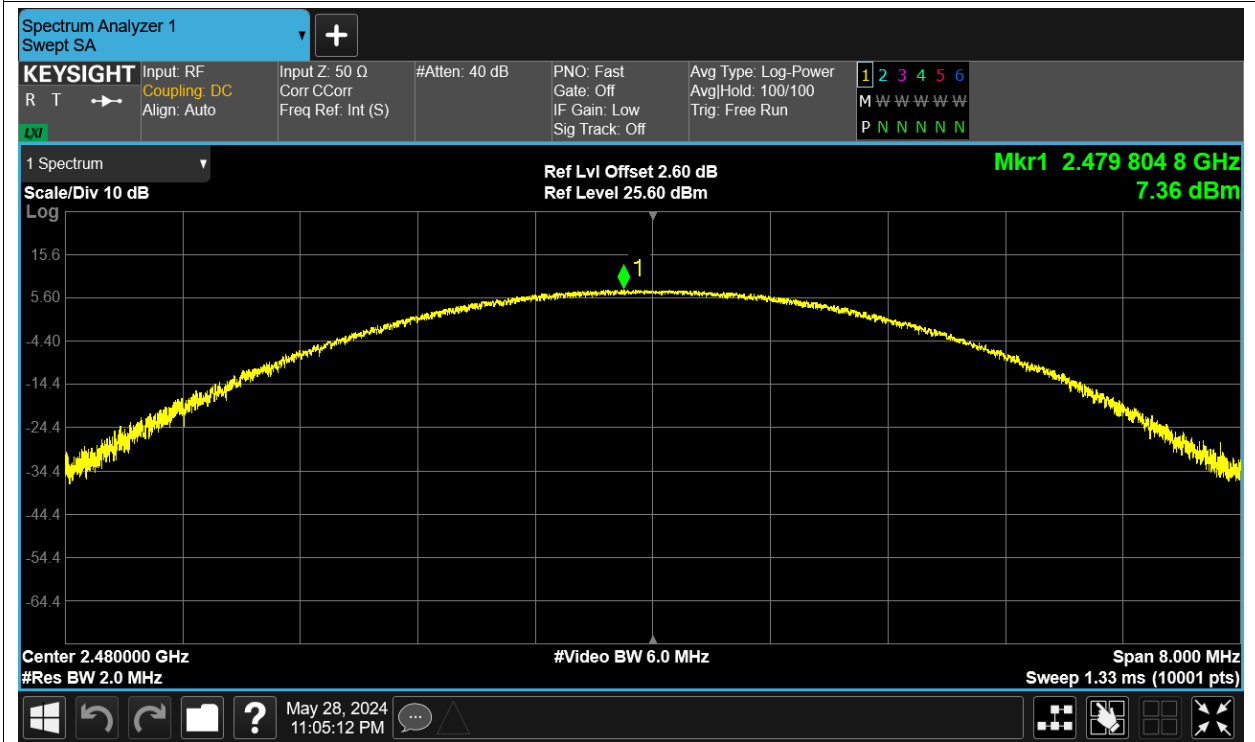 Spectrum Analyzer 1
Swept SA
+
KEYSIGHT
R T
LXI
Input: RF
Coupling: DC
Align: Auto
Input Z: 50 Ω
Corr CCorr
Freq Ref: Int (S)
#Atten: 40 dB
PNO: Fast
Gate: Off
IF Gain: Low
Sig Track: Off
Avg Type: Log-Power
Avg|Hold: 100/100
Trig: Free Run
1 2 3 4 5 6
M W W W W W
P N N N N N
1 Spectrum
Scale/Div 10 dB
Log
Ref Lvl Offset 2.60 dB
Ref Level 25.60 dBm
Mkr1 2.479 804 8 GHz
7.36 dBm
1
15.6
5.60
-4.40
-14.4
-24.4
-34.4
-44.4
-54.4
-64.4
Center 2.480000 GHz
#Res BW 2.0 MHz
#Video BW 6.0 MHz
Span 8.000 MHz
Sweep 1.33 ms (10001 pts)
?
May 28, 2024
11:05:12 PM